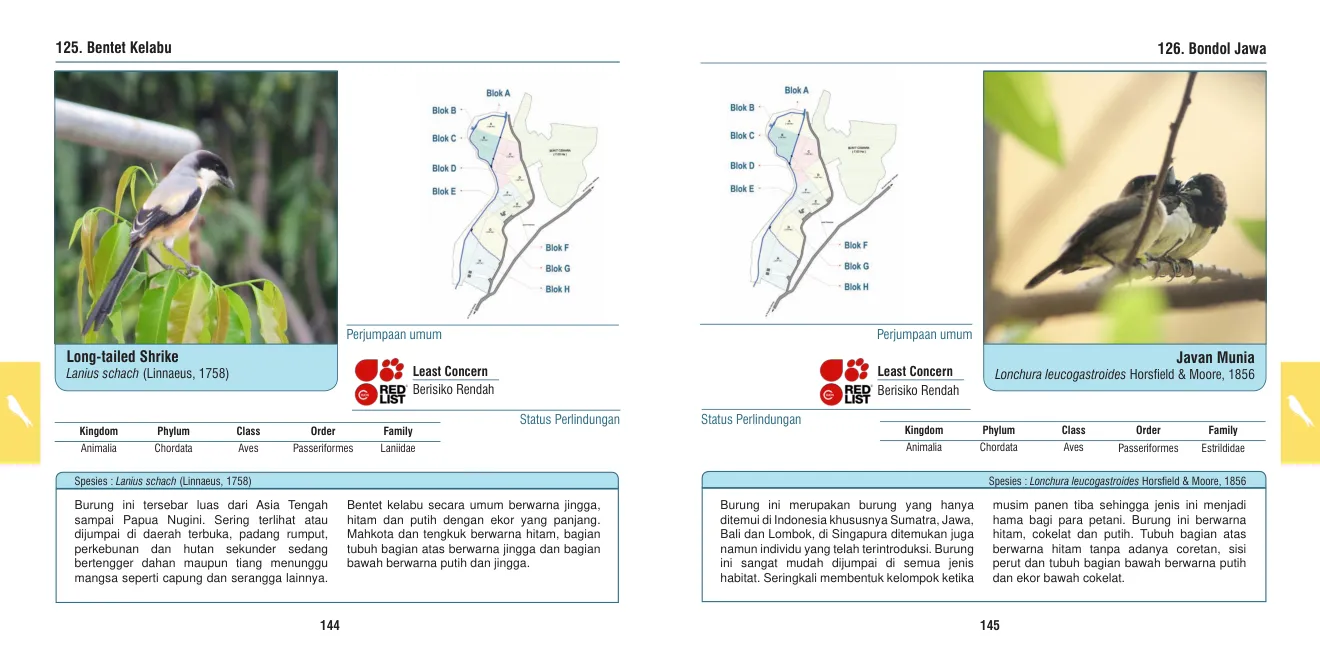 125. Bentet Kelabu
Blok A
Blok B
Blok C
Blok D
Blok E
Blok F
Blok G
Blok H
Perjumpaan umum
Long-tailed Shrike
Lanius schach (Linnaeus, 1758)
RED LIST
Least Concern
Berisiko Rendah
Status Perlindungan
Kingdom Phylum Class Order Family
Animalia Chordata Aves Passeriformes Laniidae
Spesies : Lanius schach (Linnaeus, 1758)
Burung ini tersebar luas dari Asia Tengah
sampai Papua Nugini. Sering terlihat atau
dijumpai di daerah terbuka, padang rumput,
perkebunan dan hutan sekunder sedang
bertengger dahan maupun tiang menunggu
mangsa seperti capung dan serangga lainnya.
Bentet kelabu secara umum berwarna jingga,
hitam dan putih dengan ekor yang panjang.
Mahkota dan tengkuk berwarna hitam, bagian
tubuh bagian atas berwarna jingga dan bagian
bawah berwarna putih dan jingga.
144
126. Bondol Jawa
Blok A
Blok B
Blok C
Blok D
Blok E
Blok F
Blok G
Blok H
Perjumpaan umum
Javan Munia
Lonchura leucogastroides Horsfield & Moore, 1856
RED LIST
Least Concern
Berisiko Rendah
Status Perlindungan
Kingdom Phylum Class Order Family
Animalia Chordata Aves Passeriformes Estrildidae
Spesies : Lonchura leucogastroides Horsfield & Moore, 1856
Burung ini merupakan burung yang hanya
ditemui di Indonesia khususnya Sumatra, Jawa,
Bali dan Lombok, di Singapura ditemukan juga
namun individu yang telah terintroduksi. Burung
ini sangat mudah dijumpai di semua jenis
habitat. Seringkali membentuk kelompok ketika
musim panen tiba sehingga jenis ini menjadi
hama bagi para petani. Burung ini berwarna
hitam, cokelat dan putih. Tubuh bagian atas
berwarna hitam tanpa adanya coretan, sisi
perut dan tubuh bagian bawah berwarna putih
dan ekor bawah cokelat.
145